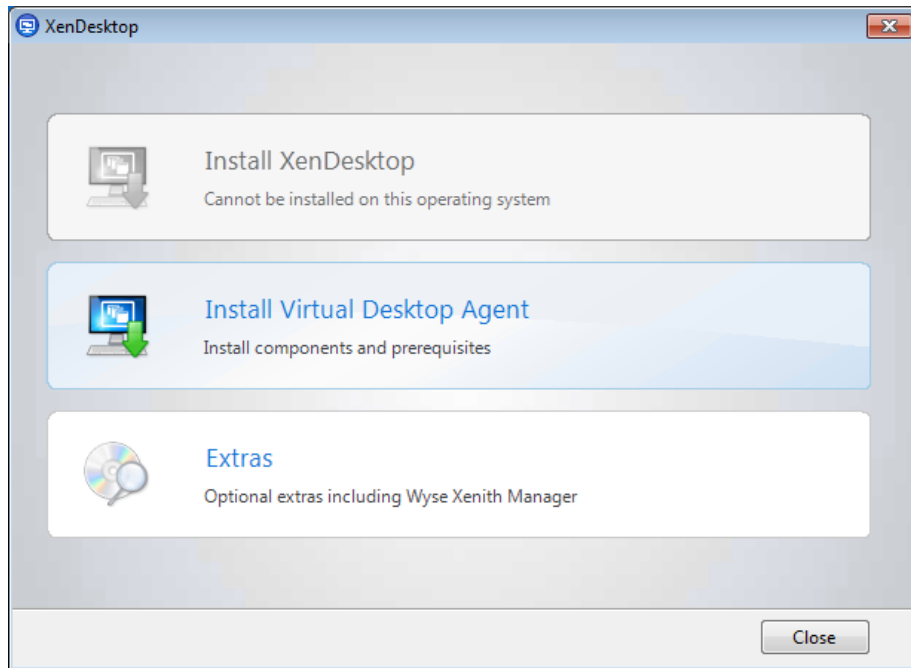 XenDesktop
Install XenDesktop
Cannot be installed on this operating system
Install Virtual Desktop Agent
Install components and prerequisites
Extras
Optional extras including Wyse Xenith Manager
Close